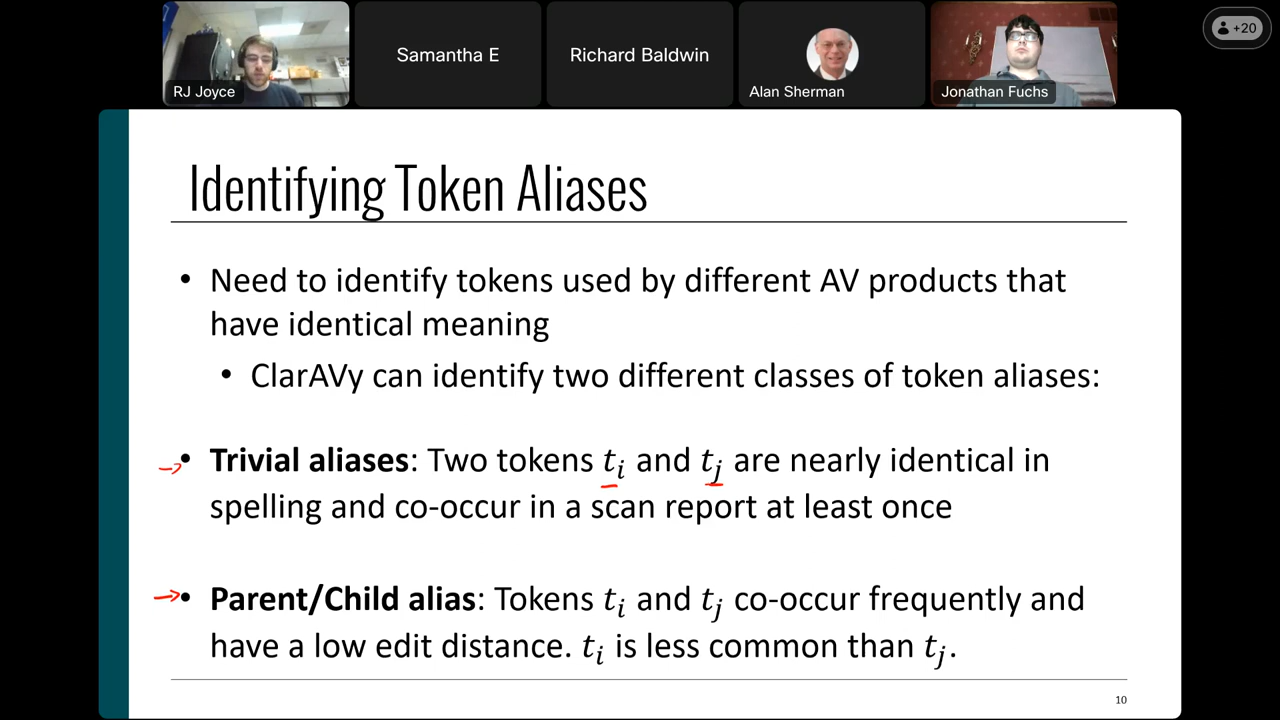 RJ Joyce
Samantha E
Richard Baldwin
Alan Sherman
Jonathan Fuchs
+20
Identifying Token Aliases
• Need to identify tokens used by different AV products that
have identical meaning
• ClarAVy can identify two different classes of token aliases:
• Trivial aliases: Two tokens tᵢ and tⱼ are nearly identical in
spelling and co-occur in a scan report at least once
• Parent/Child alias: Tokens tᵢ and tⱼ co-occur frequently and
have a low edit distance. tᵢ is less common than tⱼ.
10